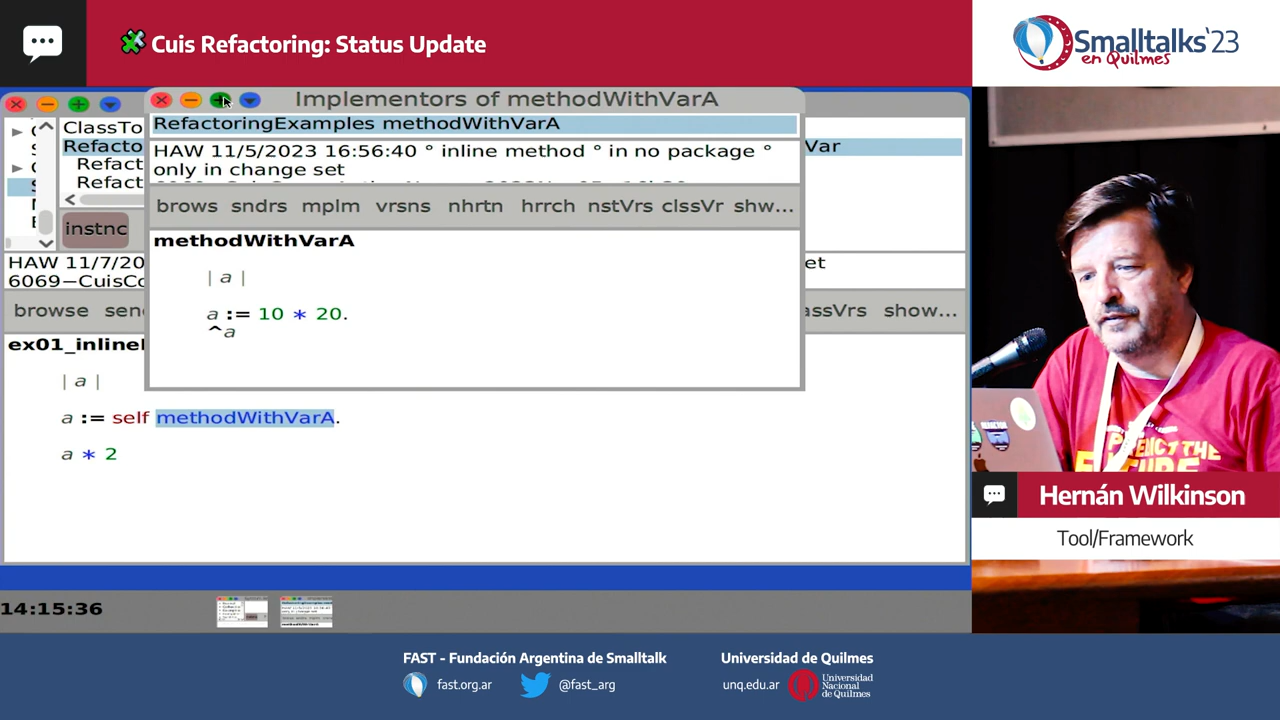 Cuis Refactoring: Status Update
Smalltalks'23
en Quilmes
Implementors of methodWithVarA
RefactoringExamples methodWithVarA
HAW 11/5/2023 16:56:40 ° inline method ° in no package °
only in change set
brows sndrs mplm vrsns nhrtn hrrch nstVrs clssVr shw...
methodWithVarA
| a |
a := 10 * 20.
^a
ClassTo
Refacto
Var
Refact
Refact
instnc
HAW 11/7/20
et
6069-CuisCo
browse sen
assVrs show...
ex01_inline
| a |
a := self methodWithVarA.
a * 2
14:15:36
PREDICT THE
FUTURE
Hernán Wilkinson
Tool/Framework
FAST - Fundación Argentina de Smalltalk
fast.org.ar
@fast_arg
Universidad de Quilmes
unq.edu.ar
Universidad
Nacional
de Quilmes